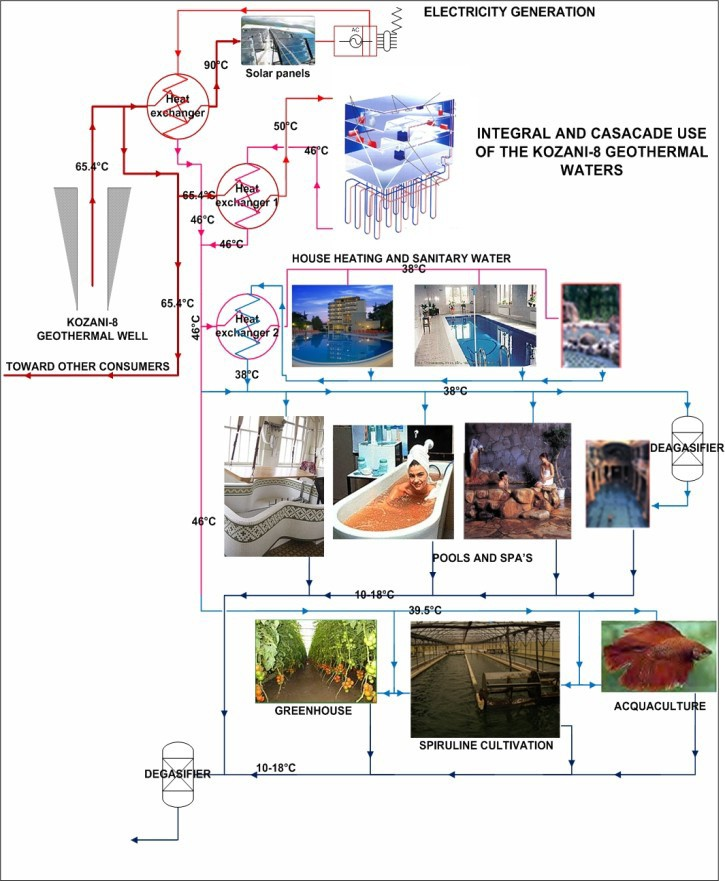 ELECTRICITY GENERATION
AC
90°C
Solar panels
Heat
exchanger
50°C
46°C
INTEGRAL AND CASACADE USE
OF THE KOZANI-8 GEOTHERMAL
WATERS
65.4°C
65.4°C
Heat
exchanger 1
46°C
46°C
HOUSE HEATING AND SANITARY WATER
38°C
65.4°C
KOZANI-8
GEOTHERMAL WELL
46°C
Heat
exchanger 2
TOWARD OTHER CONSUMERS
38°C
38°C
DEAGASIFIER
46°C
POOLS AND SPA'S
10-18°C
39.5°C
GREENHOUSE
SPIRULINE CULTIVATION
ACQUACULTURE
DEGASIFIER
10-18°C